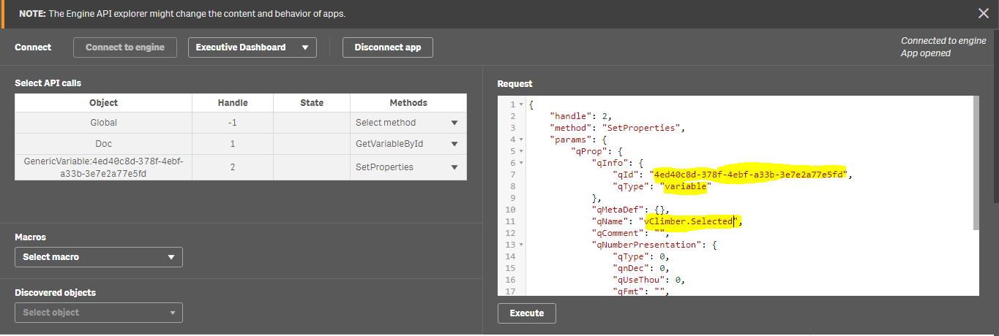 NOTE: The Engine API explorer might change the content and behavior of apps.
Connect
Connect to engine
Executive Dashboard
Disconnect app
Connected to engine
App opened
Select API calls
Object Handle State Methods
Global -1 Select method
Doc 1 GetVariableById
GenericVariable:4ed40c8d-378f-4ebf-
a33b-3e7e2a77e5fd 2 SetProperties
Macros
Select macro
Discovered objects
Select object
Request
1 {
2 "handle": 2,
3 "method": "SetProperties",
4 "params": {
5 "qProp": {
6 "qInfo": {
7 "qId": "4ed40c8d-378f-4ebf-a33b-3e7e2a77e5fd",
8 "qType": "variable"
9 },
10 "qMetaDef": {},
11 "qName": "vClimber.Selected",
12 "qComment": "",
13 "qNumberPresentation": {
14 "qType": 0,
15 "qnDec": 0,
16 "qUseThou": 0,
17 "qFmt": "",
Execute